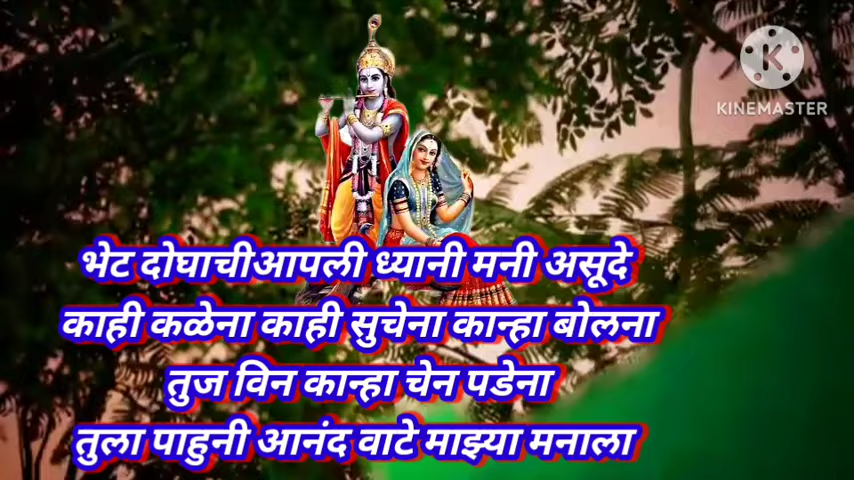 KINEMASTER
भेट दोघाचीआपली ध्यानी मनी असूदे
काही कळेना काही सुचेना कान्हा बोलना
तुज विन कान्हा चेन पडेना
तुला पाहुनी आनंद वाटे माझ्या मनाला